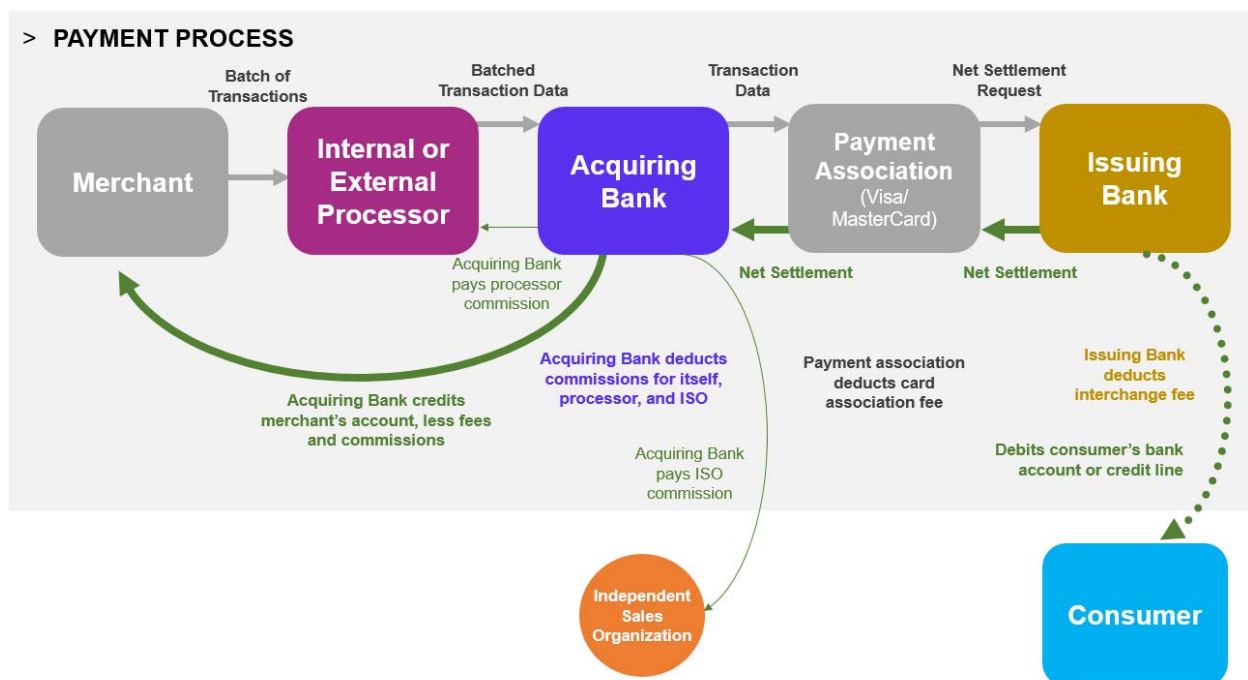 > PAYMENT PROCESS
Batch of
Transactions
Batched
Transaction Data
Transaction
Data
Net Settlement
Request
Merchant
Internal or
External
Processor
Acquiring
Bank
Payment
Association
(Visa/
MasterCard)
Issuing
Bank
Acquiring Bank
pays processor
commission
Net Settlement
Net Settlement
Acquiring Bank credits
merchant's account, less fees
and commissions
Acquiring Bank deducts
commissions for itself,
processor, and ISO
Payment association
deducts card
association fee
Issuing Bank
deducts
interchange fee
Acquiring Bank
pays ISO
commission
Debits consumer's bank
account or credit line
Independent
Sales
Organization
Consumer